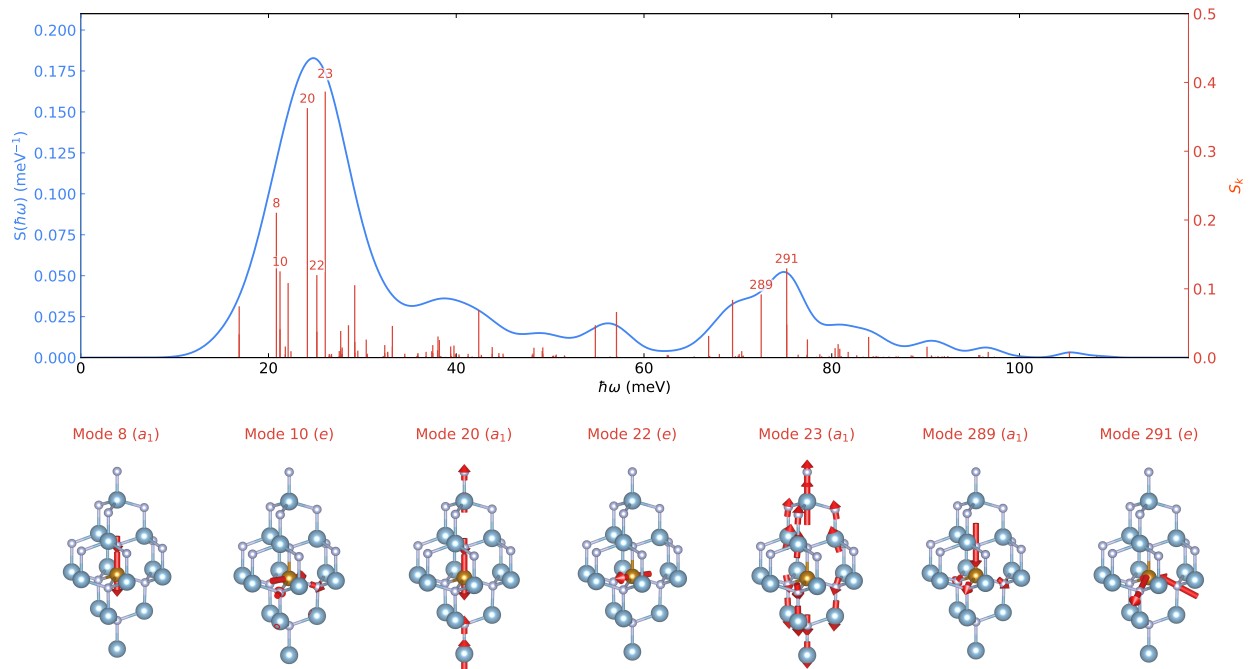 0.200
0.175
0.150
0.125
0.100
0.075
0.050
0.025
0.000
S(ħω) (meV⁻¹)
0.5
0.4
0.3
0.2
0.1
0.0
Sₖ
8
10
20
22
23
289
291
0
20
40
60
80
100
ħω (meV)
Mode 8 (a₁)
Mode 10 (e)
Mode 20 (a₁)
Mode 22 (e)
Mode 23 (a₁)
Mode 289 (a₁)
Mode 291 (e)